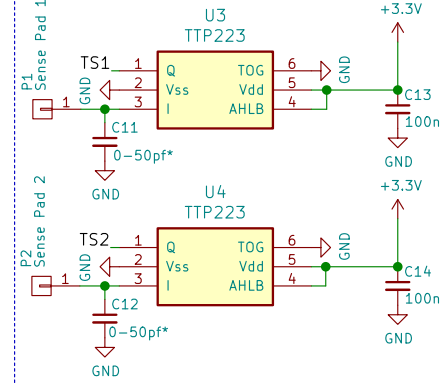 +3.3V
U3
TTP223
P1
Sense Pad 1
TS1
1
Q
TOG
6
GND
GND
2
Vss
Vdd
5
1
3
I
AHLB
4
C13
100n
C11
0-50pf*
GND
GND
+3.3V
U4
TTP223
P2
Sense Pad 2
TS2
1
Q
TOG
6
GND
GND
2
Vss
Vdd
5
1
3
I
AHLB
4
C14
100n
C12
0-50pf*
GND
GND